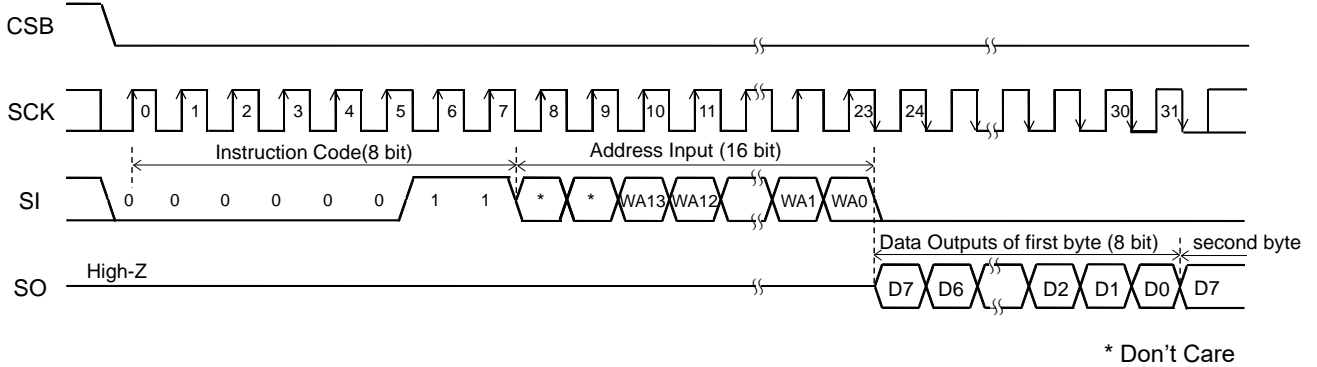 CSB
SCK 0 1 2 3 4 5 6 7 8 9 10 11 23 24 30 31
Instruction Code(8 bit) Address Input (16 bit)
SI 0 0 0 0 0 0 1 1 * * WA13 WA12 WA1 WA0
Data Outputs of first byte (8 bit) second byte
High-Z
SO D7 D6 D2 D1 D0 D7
* Don't Care